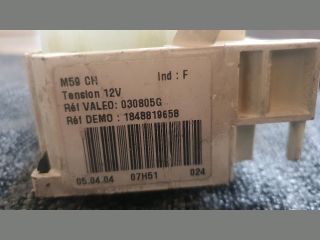 M59 CH Ind : F
Tension 12V
Réf VALEO: 030805G
Réf DEMO : 1848819658
05.04.04 07H51 024